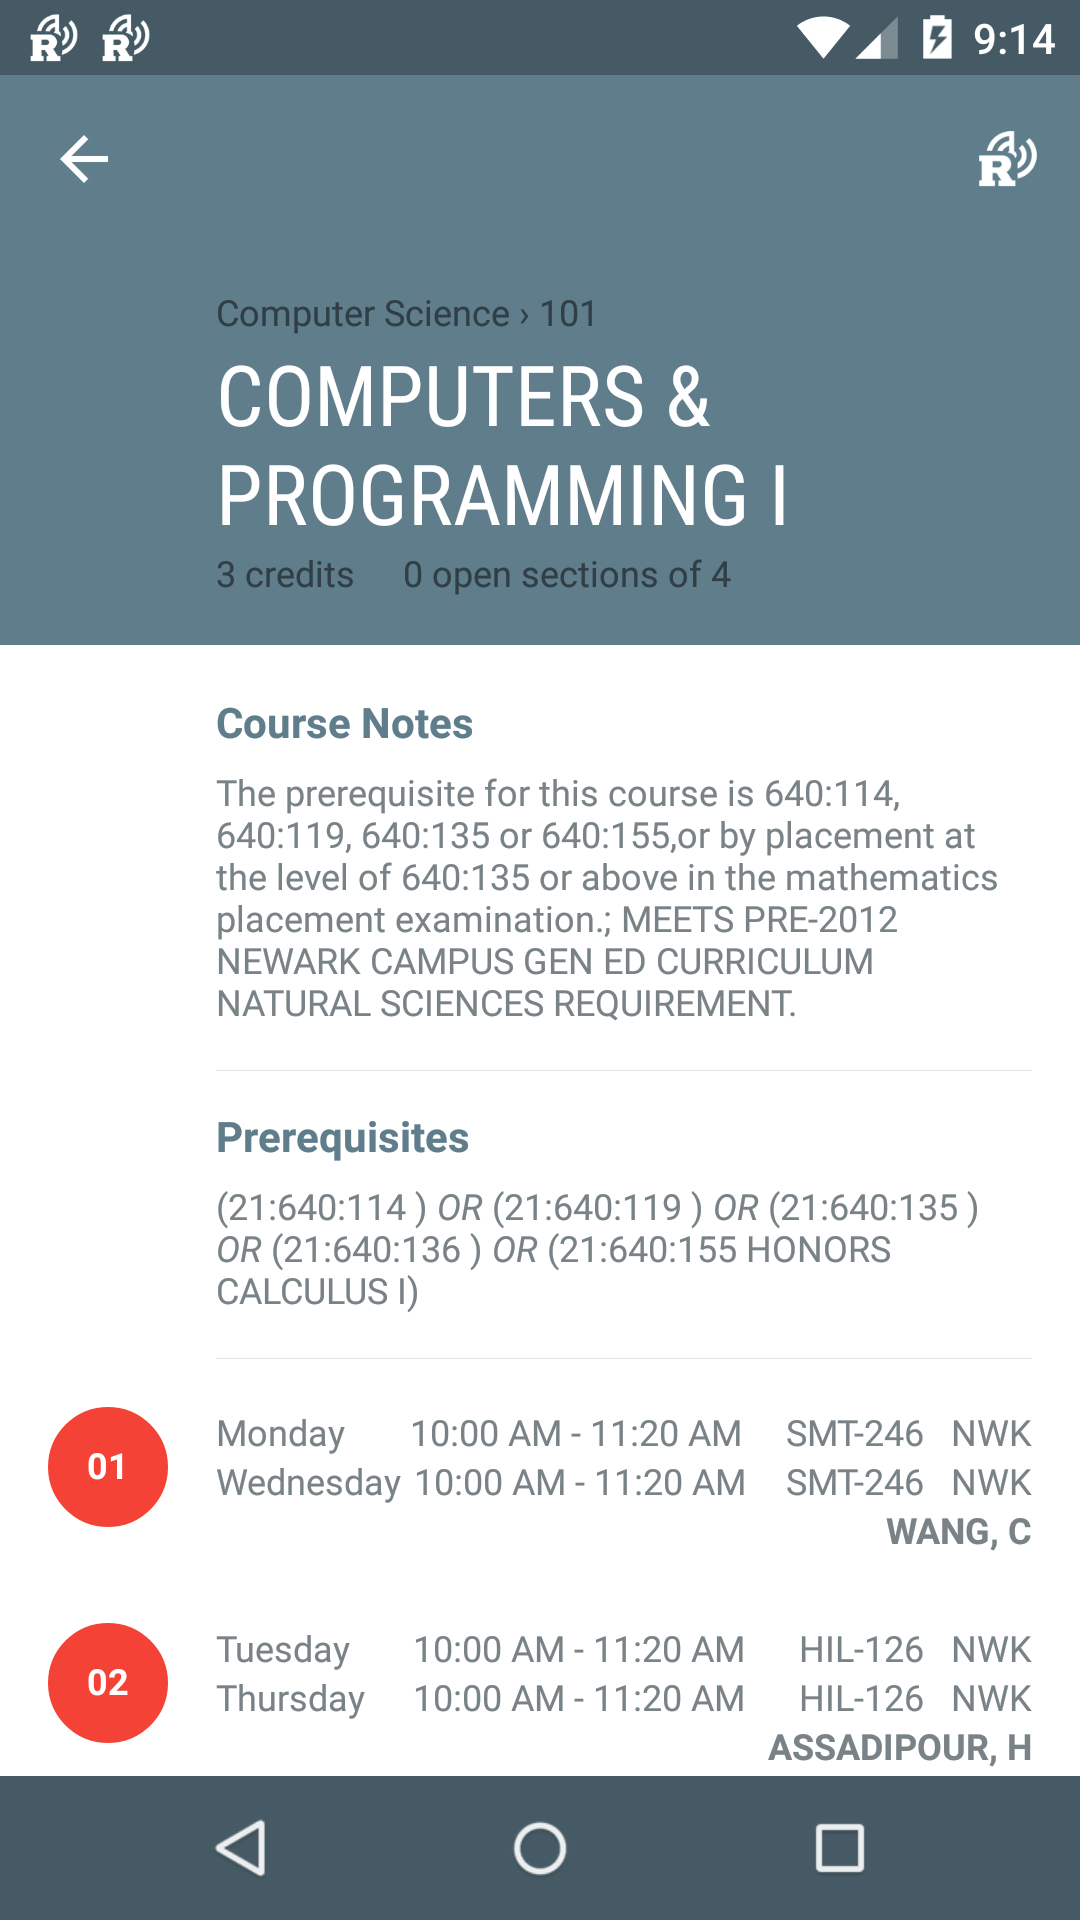 9:14
Computer Science › 101
COMPUTERS &
PROGRAMMING I
3 credits 0 open sections of 4
Course Notes
The prerequisite for this course is 640:114,
640:119, 640:135 or 640:155,or by placement at
the level of 640:135 or above in the mathematics
placement examination.; MEETS PRE-2012
NEWARK CAMPUS GEN ED CURRICULUM
NATURAL SCIENCES REQUIREMENT.
Prerequisites
(21:640:114 ) OR (21:640:119 ) OR (21:640:135 )
OR (21:640:136 ) OR (21:640:155 HONORS
CALCULUS I)
01
Monday 10:00 AM - 11:20 AM SMT-246 NWK
Wednesday 10:00 AM - 11:20 AM SMT-246 NWK
WANG, C
02
Tuesday 10:00 AM - 11:20 AM HIL-126 NWK
Thursday 10:00 AM - 11:20 AM HIL-126 NWK
ASSADIPOUR, H